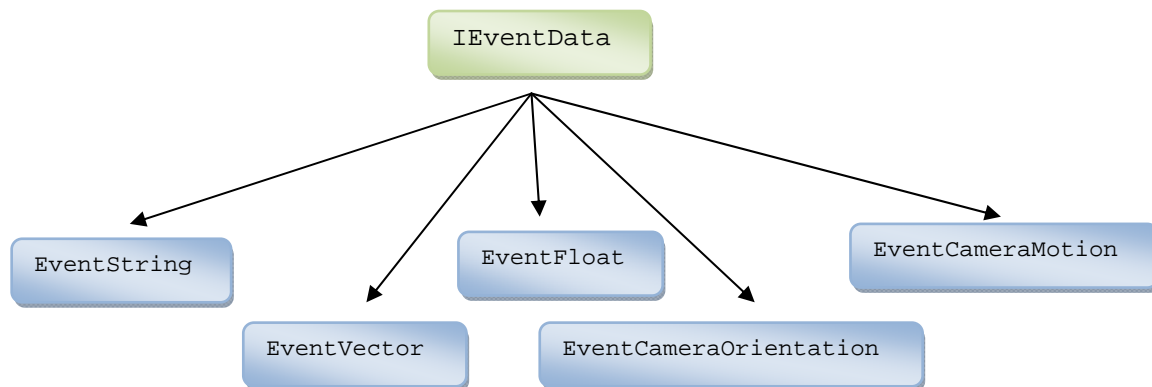 IEventData
EventString
EventFloat
EventCameraMotion
EventVector
EventCameraOrientation